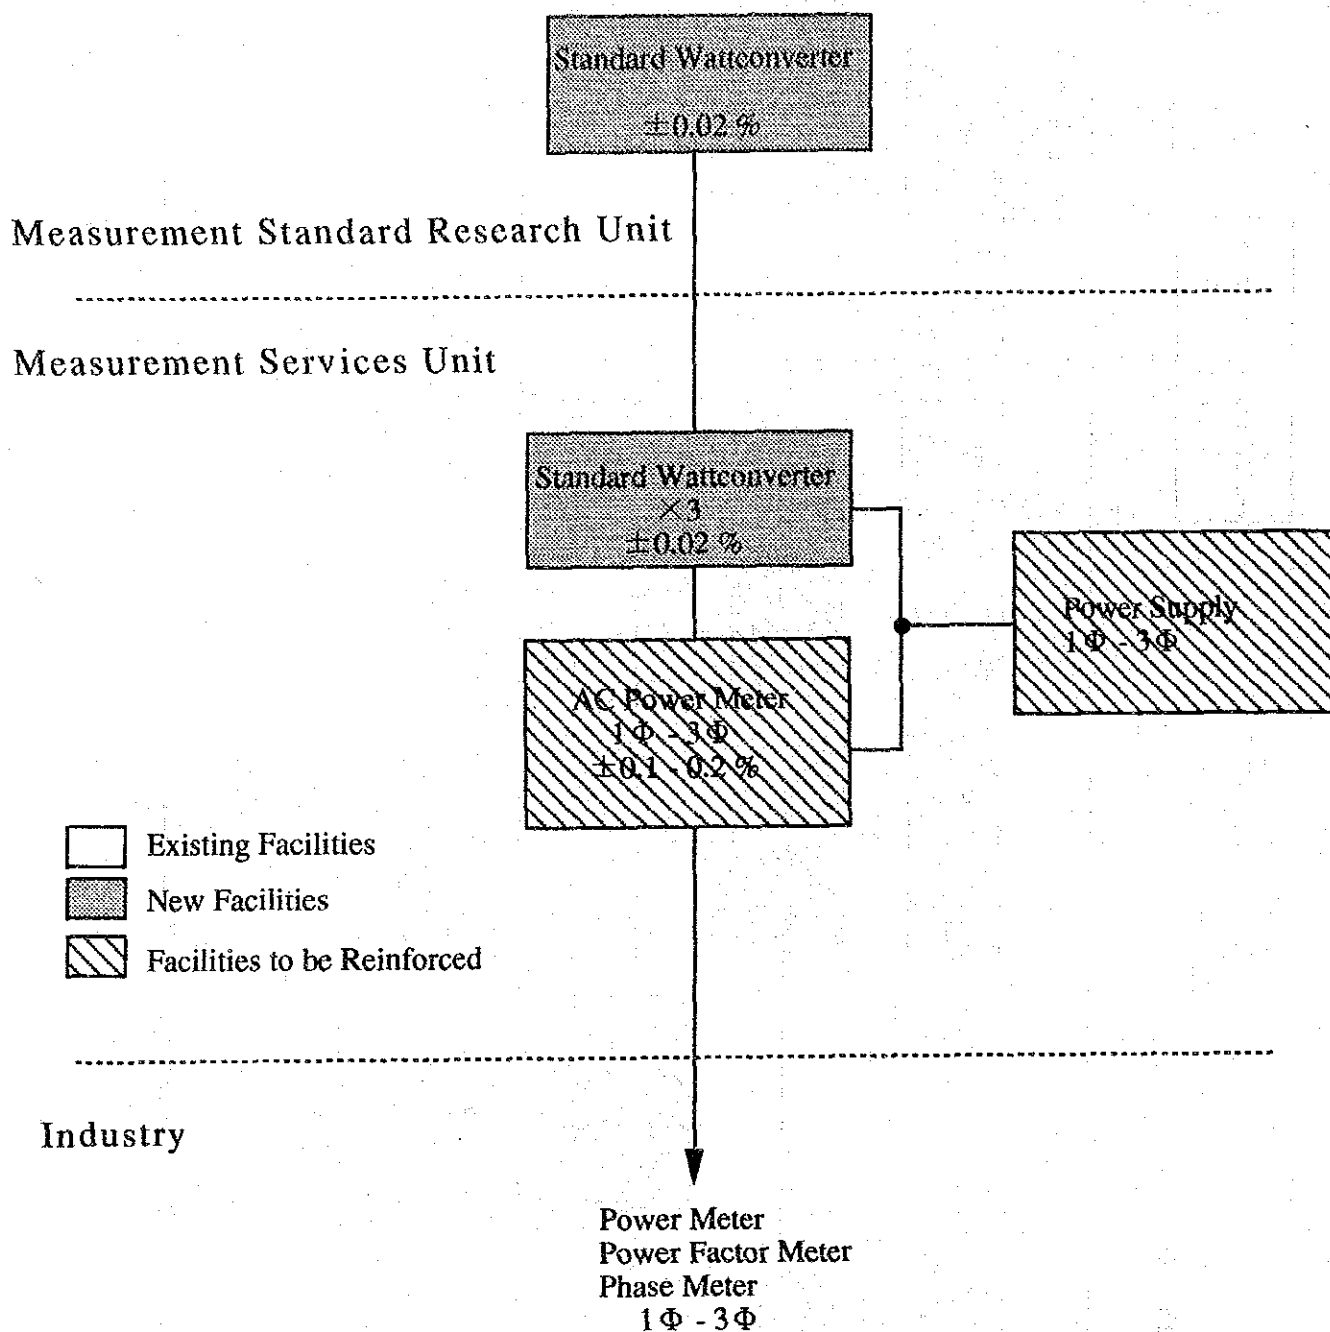 Standard Wattconverter
±0.02 %
Measurement Standard Research Unit
Measurement Services Unit
Standard Wattconverter
×3
±0.02 %
Power Supply
1Φ - 3Φ
AC Power Meter
1Φ - 3Φ
±0.1 - 0.2 %
Existing Facilities
New Facilities
Facilities to be Reinforced
Industry
Power Meter
Power Factor Meter
Phase Meter
1Φ - 3Φ